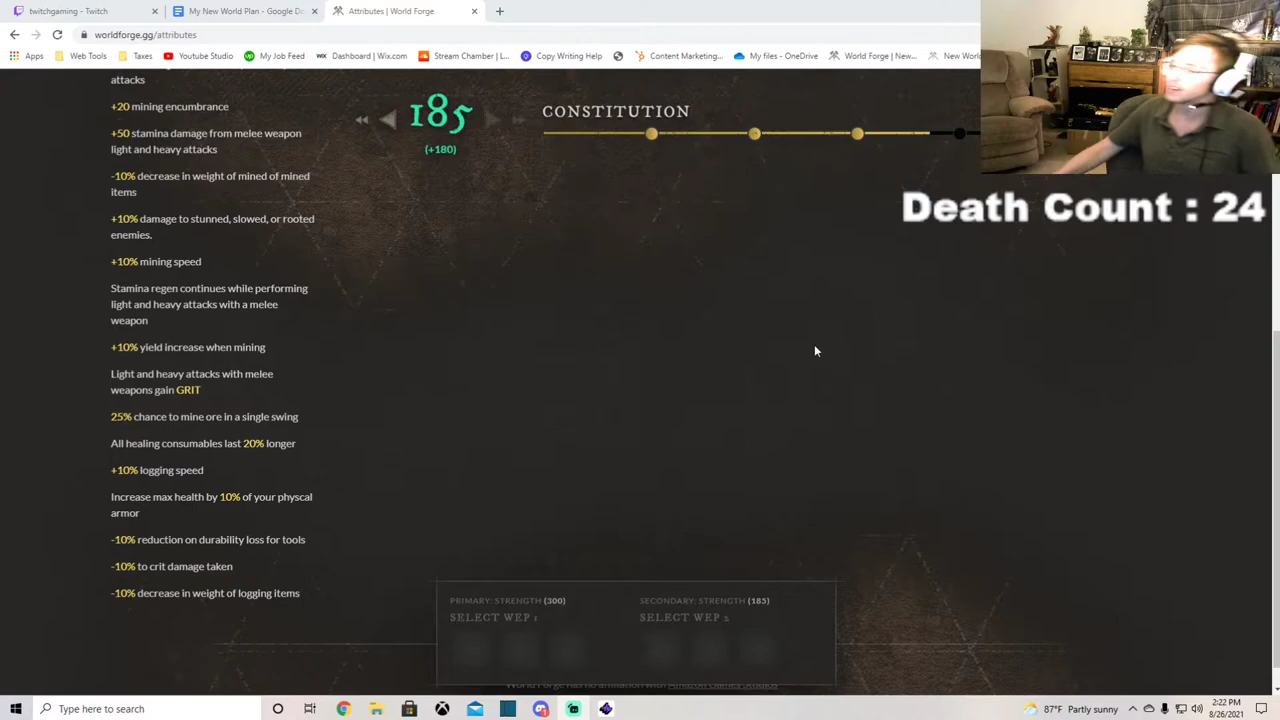 twitchgaming - Twitch
My New World Plan - Google Do
Attributes | World Forge
worldforge.gg/attributes
Apps
Web Tools
Taxes
Youtube Studio
My Job Feed
Dashboard | Wix.com
Stream Chamber | L...
Copy Writing Help
Content Marketing...
My files - OneDrive
World Forge | New...
New World
attacks
+20 mining encumbrance
+50 stamina damage from melee weapon
light and heavy attacks
-10% decrease in weight of mined of mined
items
+10% damage to stunned, slowed, or rooted
enemies.
+10% mining speed
Stamina regen continues while performing
light and heavy attacks with a melee
weapon
+10% yield increase when mining
Light and heavy attacks with melee
weapons gain GRIT
25% chance to mine ore in a single swing
All healing consumables last 20% longer
+10% logging speed
Increase max health by 10% of your physcal
armor
-10% reduction on durability loss for tools
-10% to crit damage taken
-10% decrease in weight of logging items
185
(+180)
CONSTITUTION
Death Count : 24
PRIMARY: STRENGTH (300)
SELECT WEP 1
SECONDARY: STRENGTH (185)
SELECT WEP 2
World Forge has no affiliation with Amazon Games Studios
Type here to search
87°F Partly sunny
2:22 PM
8/26/2021